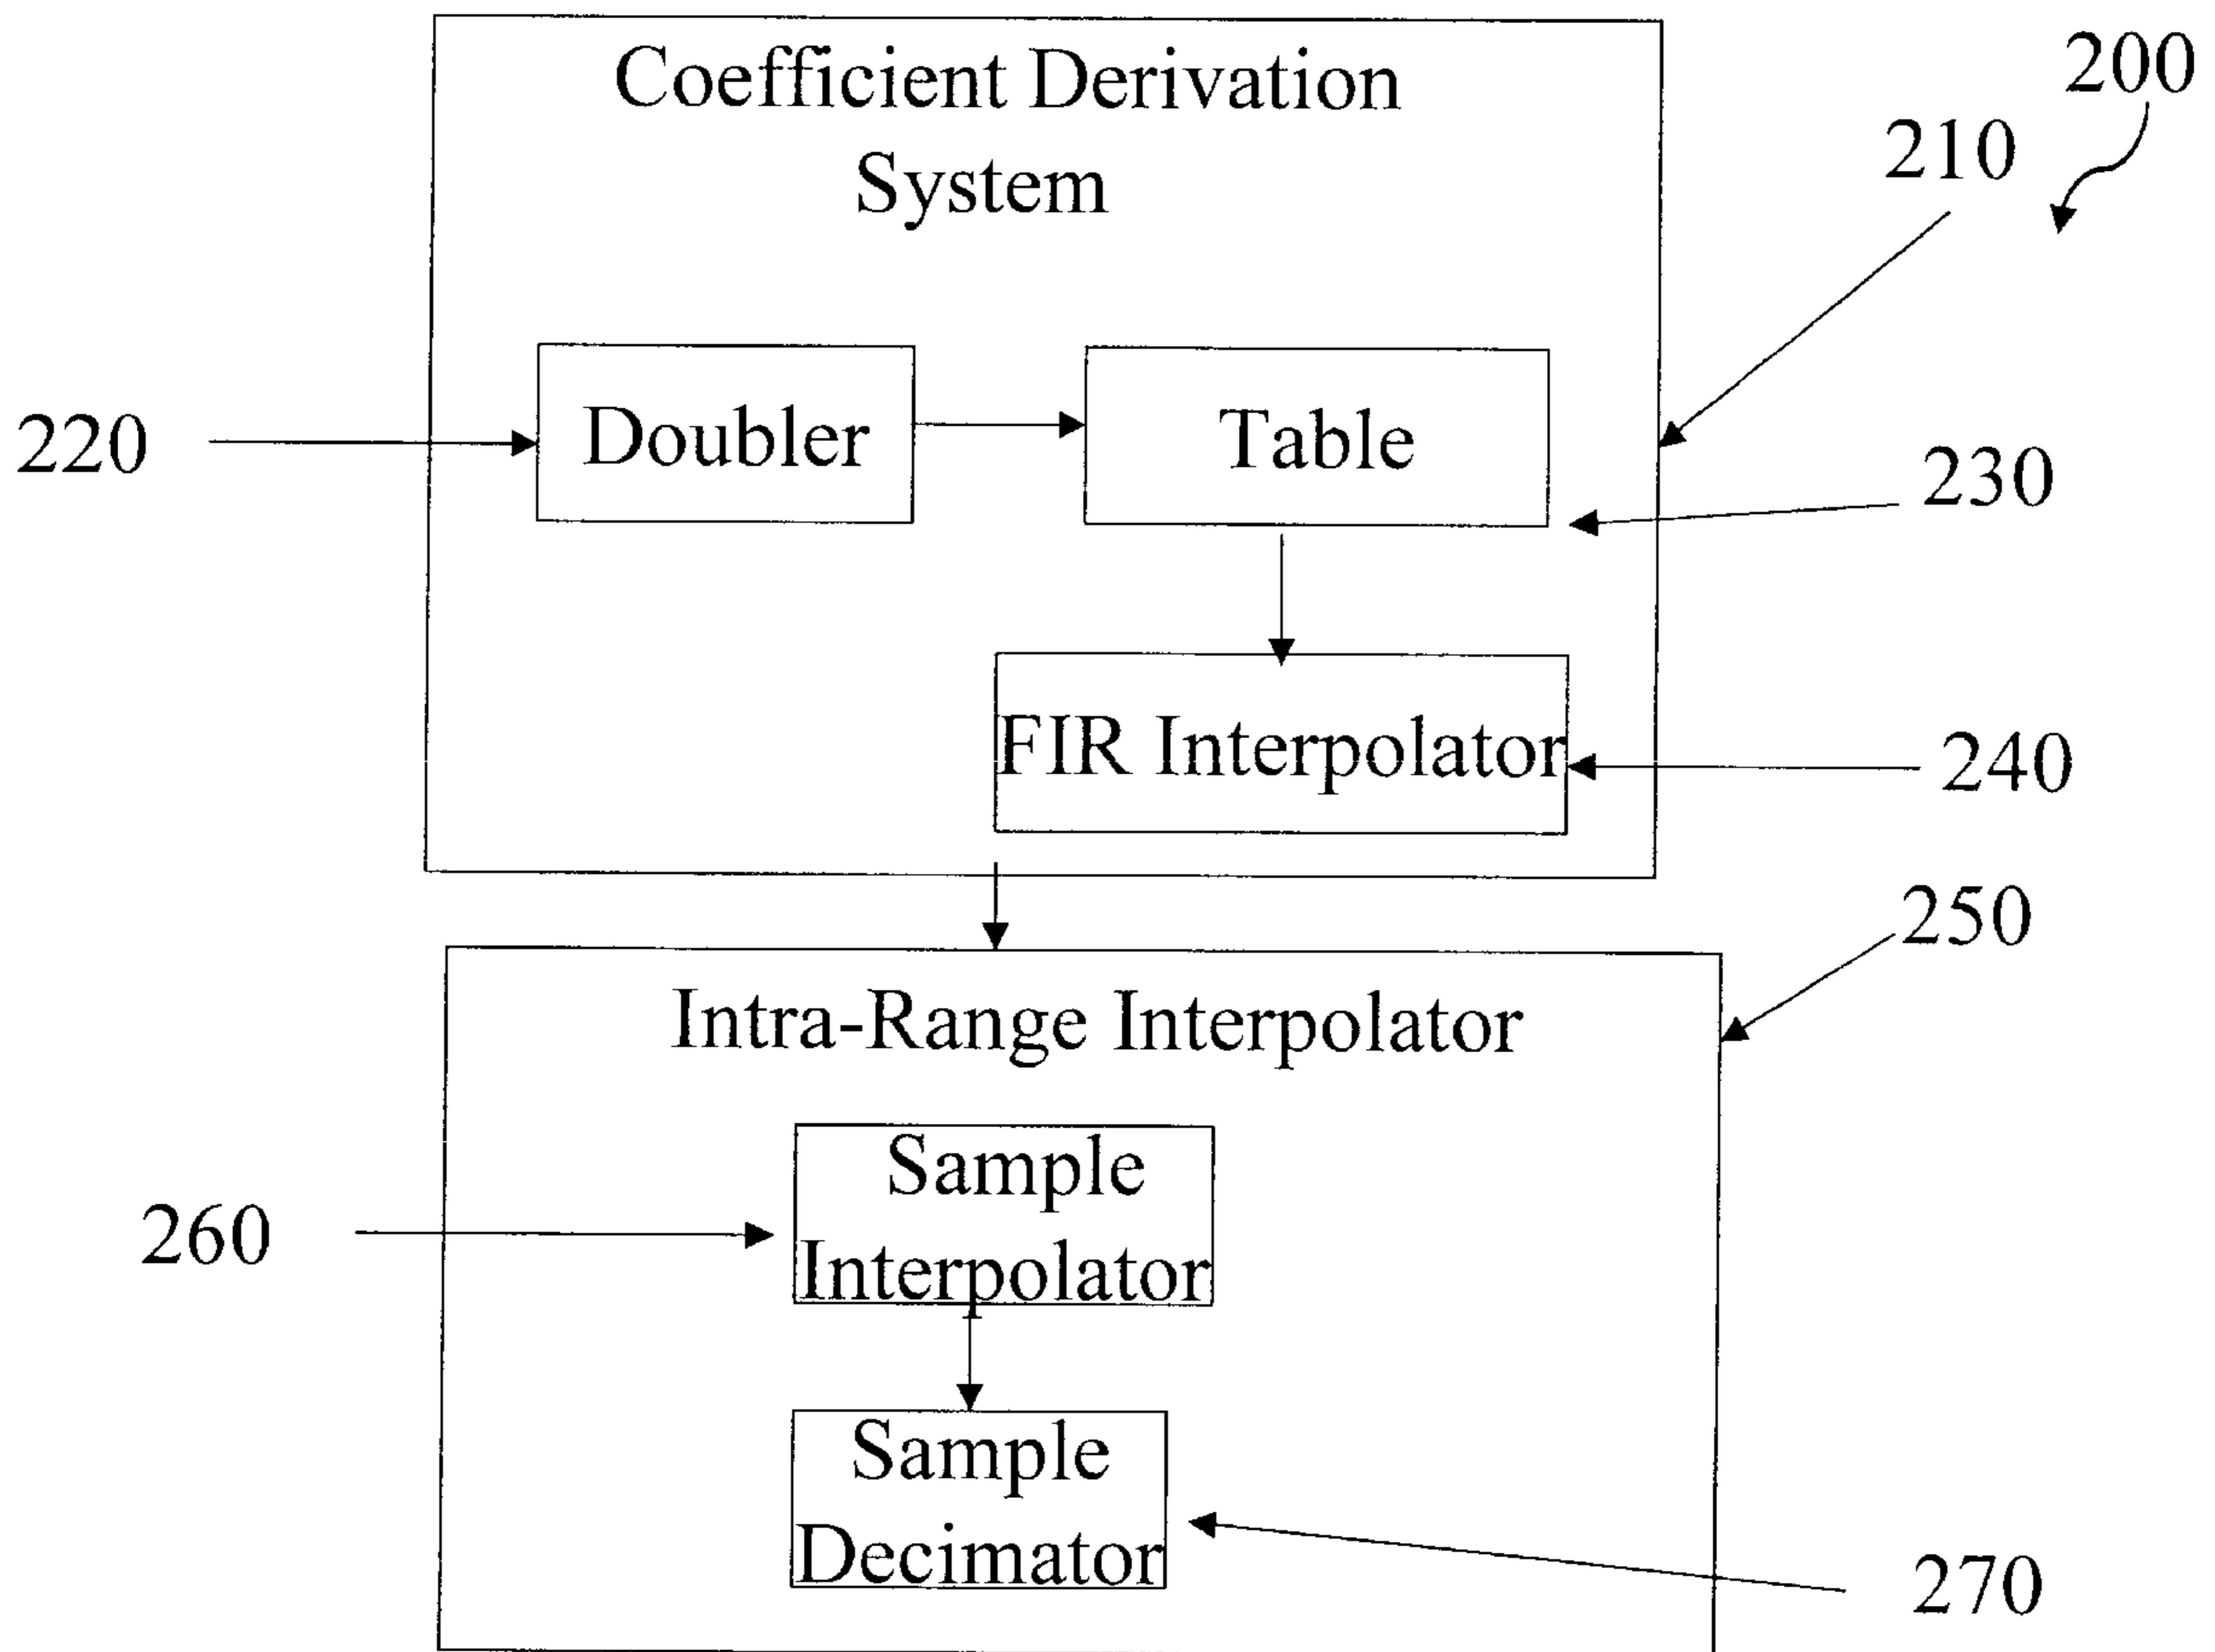 Coefficient Derivation
System
200
210
220
Doubler
Table
230
FIR Interpolator
240
250
Intra-Range Interpolator
Sample
Interpolator
260
Sample
Decimator
270